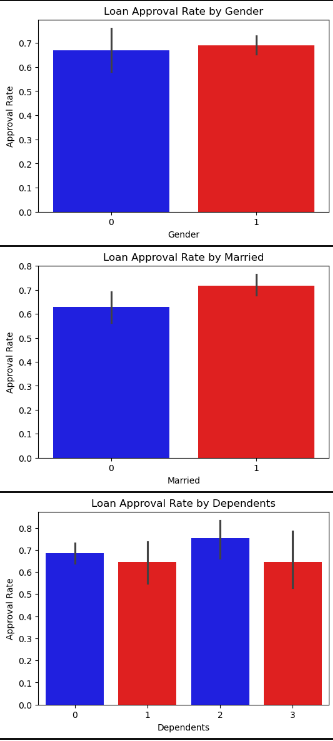 Loan Approval Rate by Gender
0.7
0.6
0.5
0.4
0.3
0.2
0.1
0.0
Approval Rate
0 1
Gender
Loan Approval Rate by Married
0.8
0.7
0.6
0.5
0.4
0.3
0.2
0.1
0.0
Approval Rate
0 1
Married
Loan Approval Rate by Dependents
0.8
0.7
0.6
0.5
0.4
0.3
0.2
0.1
0.0
Approval Rate
0 1 2 3
Dependents